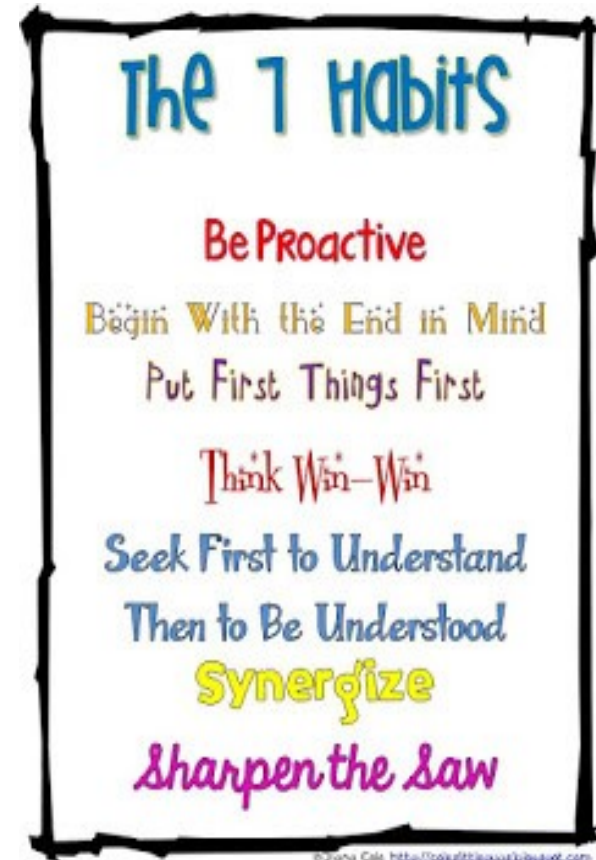 The 7 Habits
Be Proactive
Begin With the End in Mind
Put First Things First
Think Win-Win
Seek First to Understand
Then to Be Understood
Synergize
Sharpen the Saw